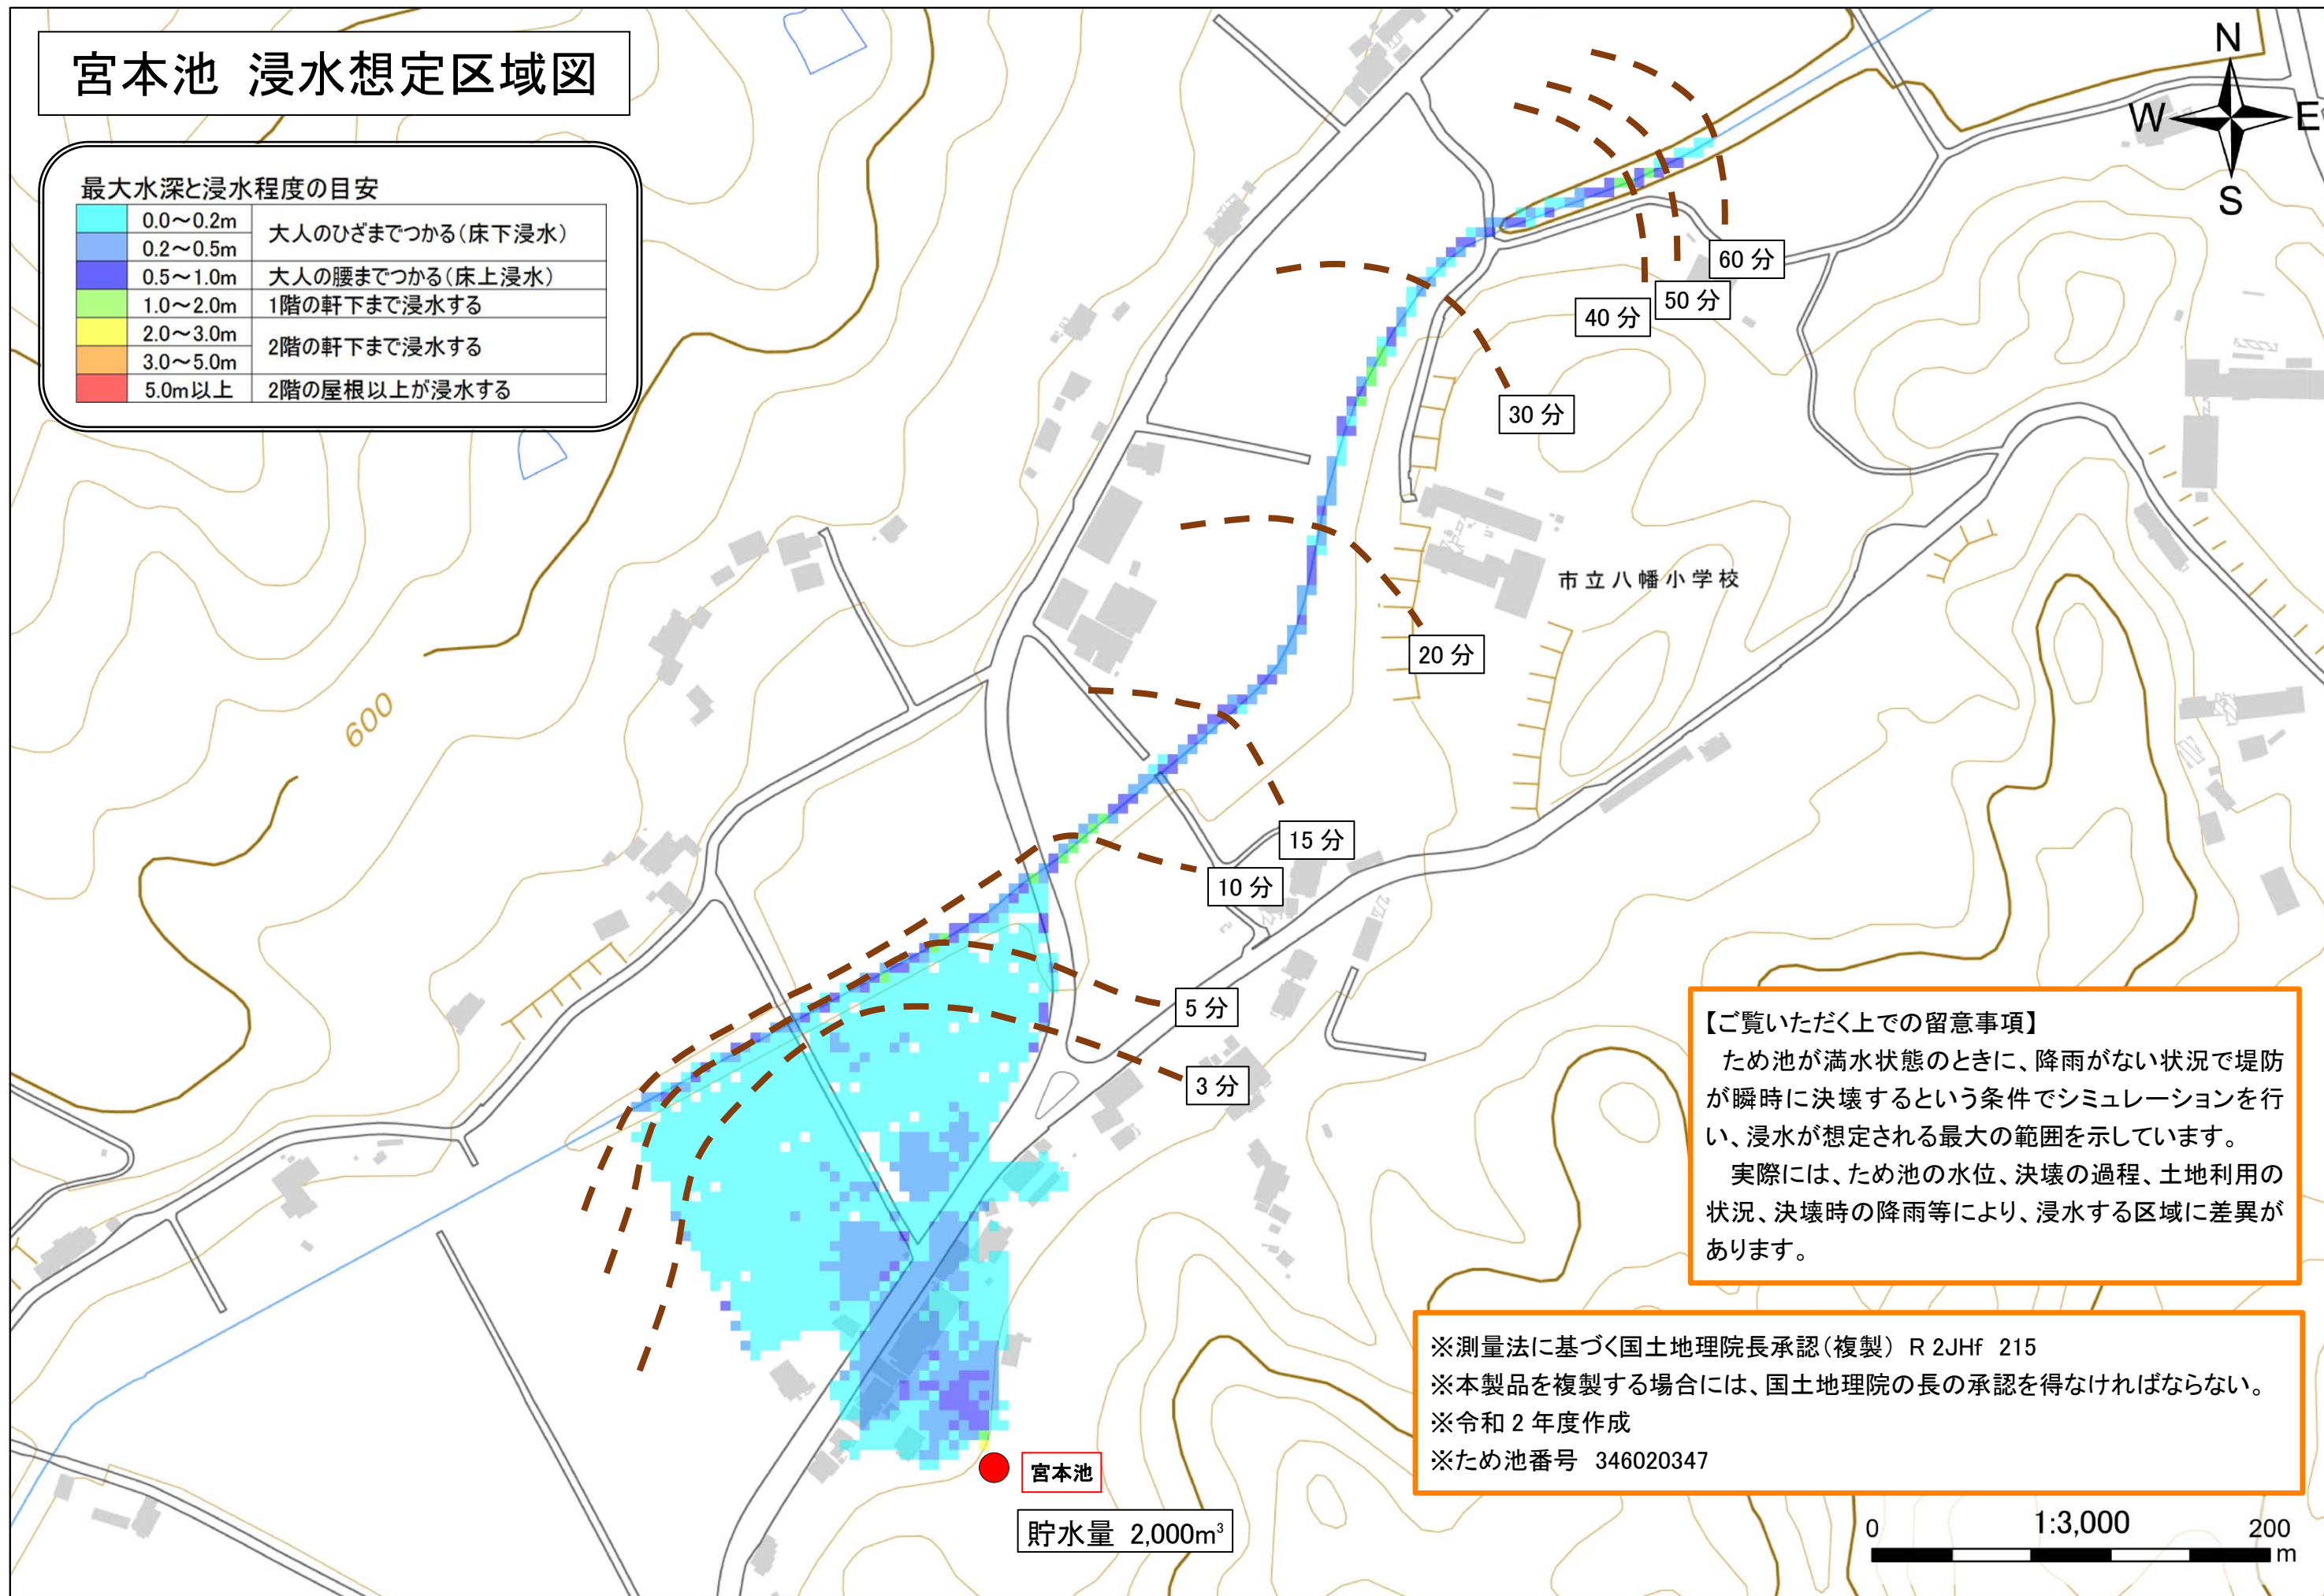 宮本池 浸水想定区域図
最大水深と浸水程度の目安
0.0～0.2m
大人のひざまでつかる（床下浸水）
0.2～0.5m
0.5～1.0m 大人の腰までつかる（床上浸水）
1.0～2.0m 1階の軒下まで浸水する
2.0～3.0m
2階の軒下まで浸水する
3.0～5.0m
5.0m以上 2階の屋根以上が浸水する
N
W
E
S
60 分
50 分
40 分
30 分
市立八幡小学校
20 分
600
15 分
10 分
5 分
3 分
【ご覧いただく上での留意事項】
ため池が満水状態のときに、降雨がない状況で堤防
が瞬時に決壊するという条件でシミュレーションを行
い、浸水が想定される最大の範囲を示しています。
実際には、ため池の水位、決壊の過程、土地利用の
状況、決壊時の降雨等により、浸水する区域に差異が
あります。
※測量法に基づく国土地理院長承認（複製） R 2JHf 215
※本製品を複製する場合には、国土地理院の長の承認を得なければならない。
※令和 2 年度作成
※ため池番号 346020347
宮本池
貯水量 2,000m³
0 1:3,000 200
m